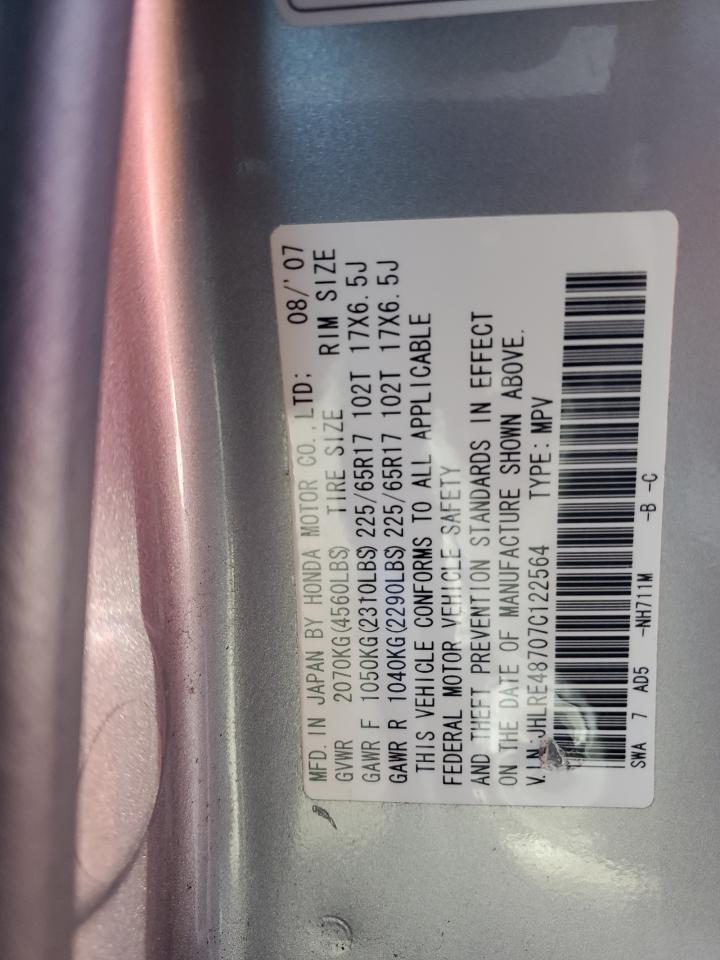 MFD. IN JAPAN BY HONDA MOTOR CO., LTD; 08/'07
GVWR 2070KG(4560LBS) TIRE SIZE RIM SIZE
GAWR F 1050KG(2310LBS) 225/65R17 102T 17X6.5J
GAWR R 1040KG(2290LBS) 225/65R17 102T 17X6.5J
THIS VEHICLE CONFORMS TO ALL APPLICABLE
FEDERAL MOTOR VEHICLE SAFETY
AND THEFT PREVENTION STANDARDS IN EFFECT
ON THE DATE OF MANUFACTURE SHOWN ABOVE.
V.I.N:JHLRE48707C122564 TYPE: MPV
SWA 7 AD5 -NH711M -B -C